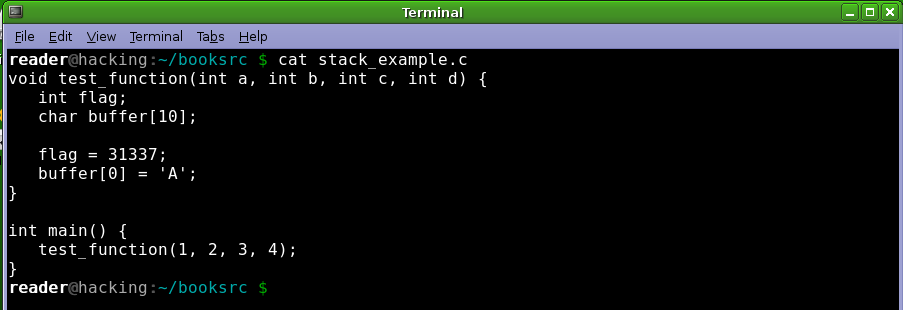 Terminal
File Edit View Terminal Tabs Help
reader@hacking:~/booksrc $ cat stack_example.c
void test_function(int a, int b, int c, int d) {
   int flag;
   char buffer[10];

   flag = 31337;
   buffer[0] = 'A';
}

int main() {
   test_function(1, 2, 3, 4);
}
reader@hacking:~/booksrc $